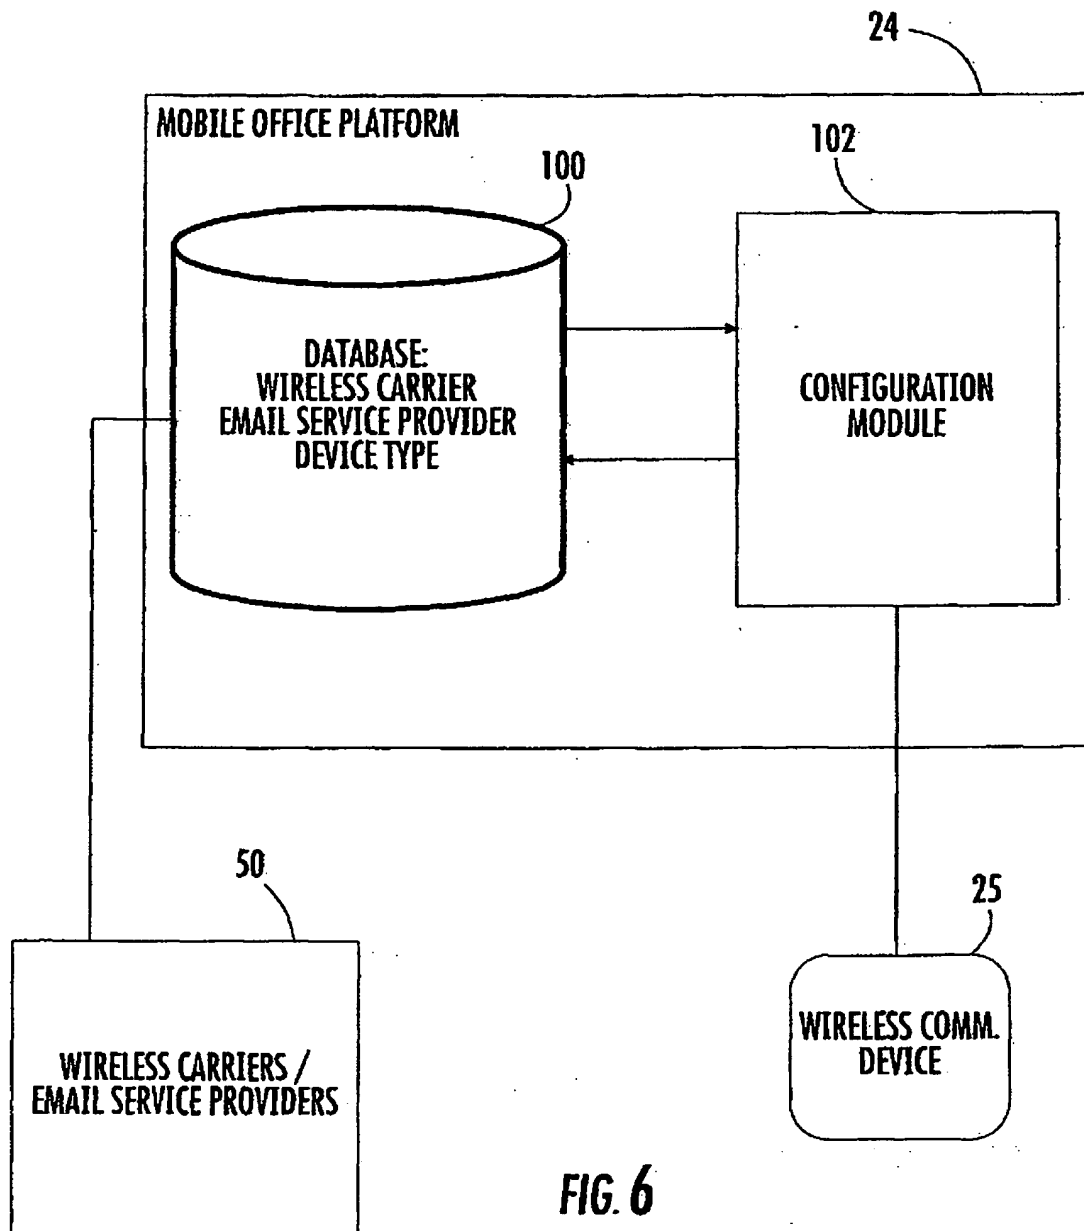 24
MOBILE OFFICE PLATFORM
100
102
DATABASE:
WIRELESS CARRIER
EMAIL SERVICE PROVIDER
DEVICE TYPE
CONFIGURATION
MODULE
50
25
WIRELESS CARRIERS /
EMAIL SERVICE PROVIDERS
WIRELESS COMM.
DEVICE
FIG. 6